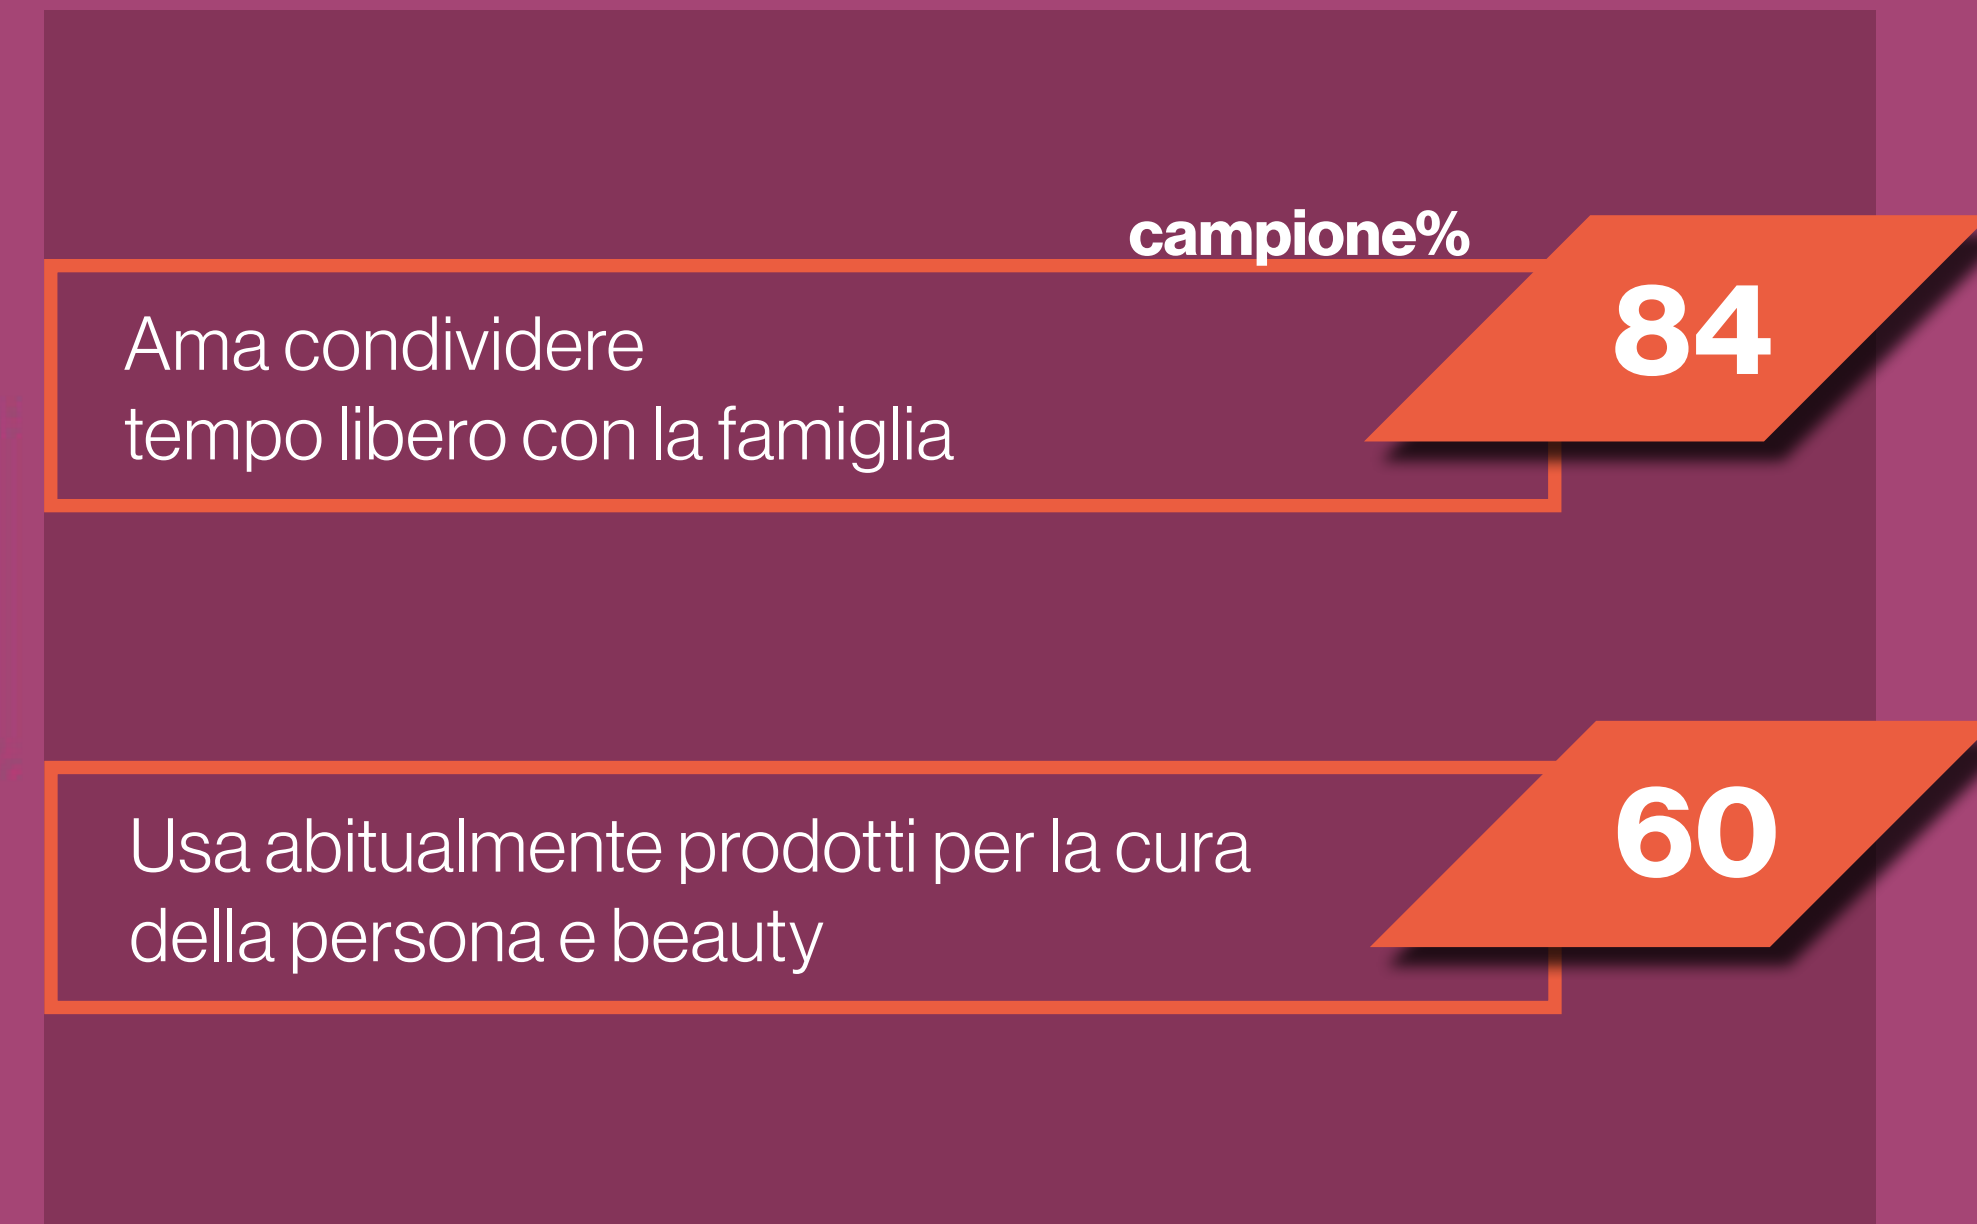 campione%
Ama condividere
tempo libero con la famiglia
84
Usa abitualmente prodotti per la cura
della persona e beauty
60